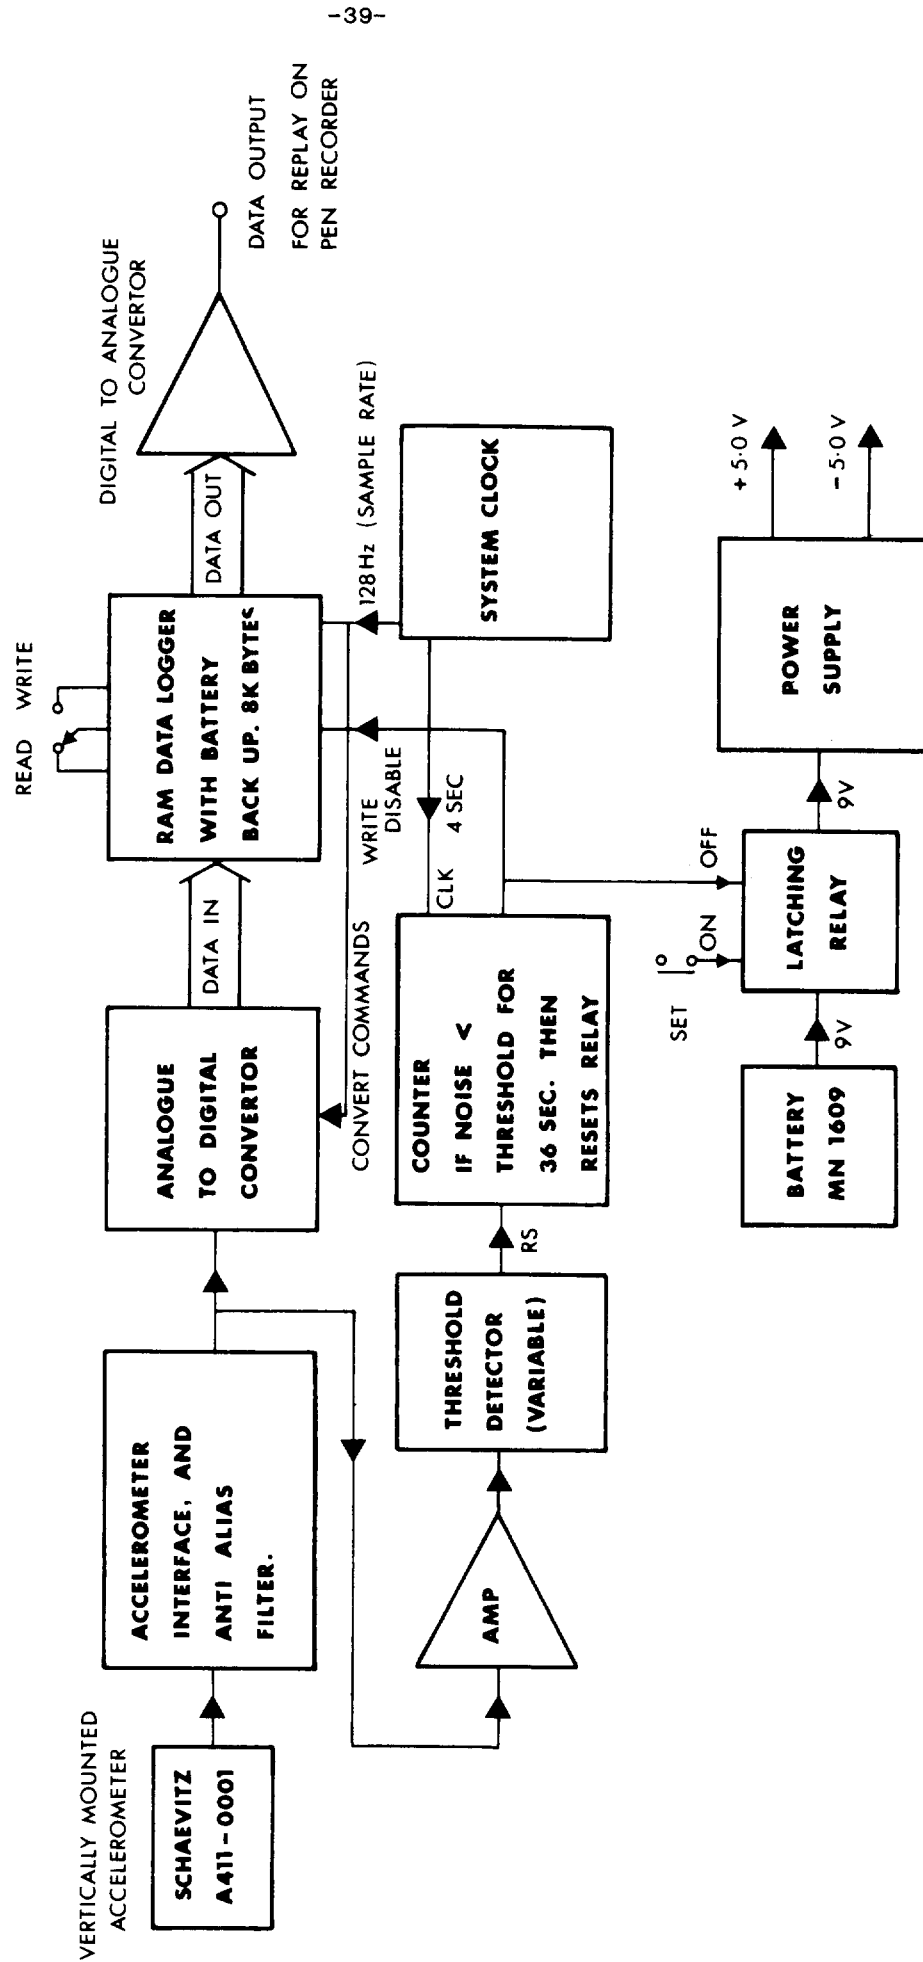 -39-
VERTICALLY MOUNTED
ACCELEROMETER
SCHAEVITZ
A411-0001
ACCELEROMETER
INTERFACE, AND
ANTI ALIAS
FILTER.
ANALOGUE
TO DIGITAL
CONVERTOR
DATA IN
READ WRITE
RAM DATA LOGGER
WITH BATTERY
BACK UP. 8K BYTES
DATA OUT
DIGITAL TO ANALOGUE
CONVERTOR
DATA OUTPUT
FOR REPLAY ON
PEN RECORDER
CONVERT COMMANDS
WRITE
DISABLE
128Hz (SAMPLE RATE)
AMP
THRESHOLD
DETECTOR
(VARIABLE)
RS
COUNTER
IF NOISE <
THRESHOLD FOR
36 SEC. THEN
RESETS RELAY
CLK
4 SEC
SYSTEM CLOCK
BATTERY
MN 1609
9V
SET
ON
OFF
LATCHING
RELAY
9V
POWER
SUPPLY
+5·0 V
-5·0 V